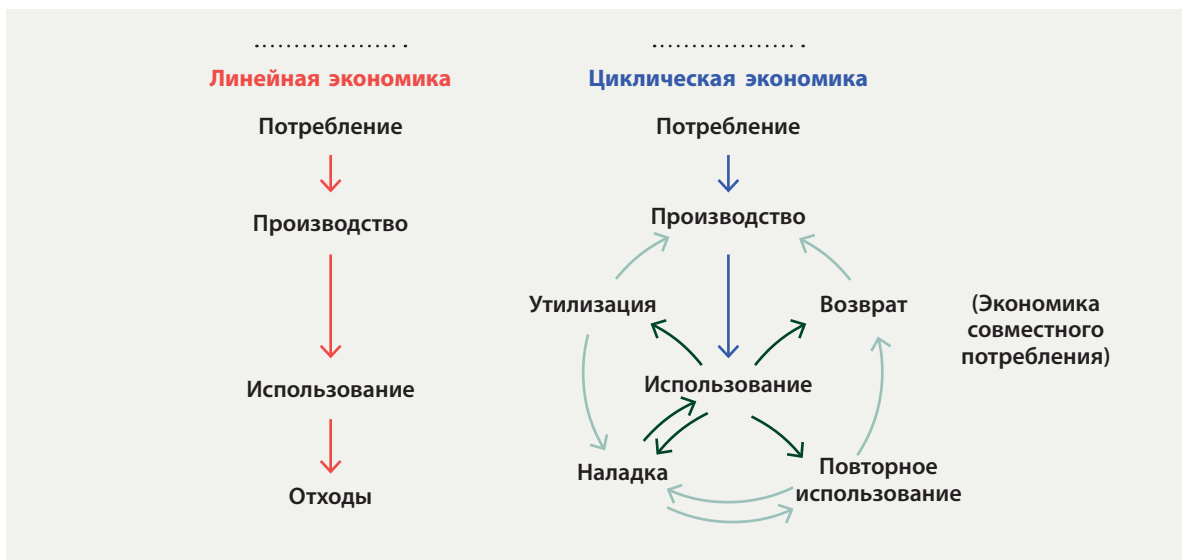 Линейная экономика
Потребление
Производство
Использование
Отходы
Циклическая экономика
Потребление
Производство
Утилизация
Возврат
(Экономика
совместного
потребления)
Использование
Наладка
Повторное
использование